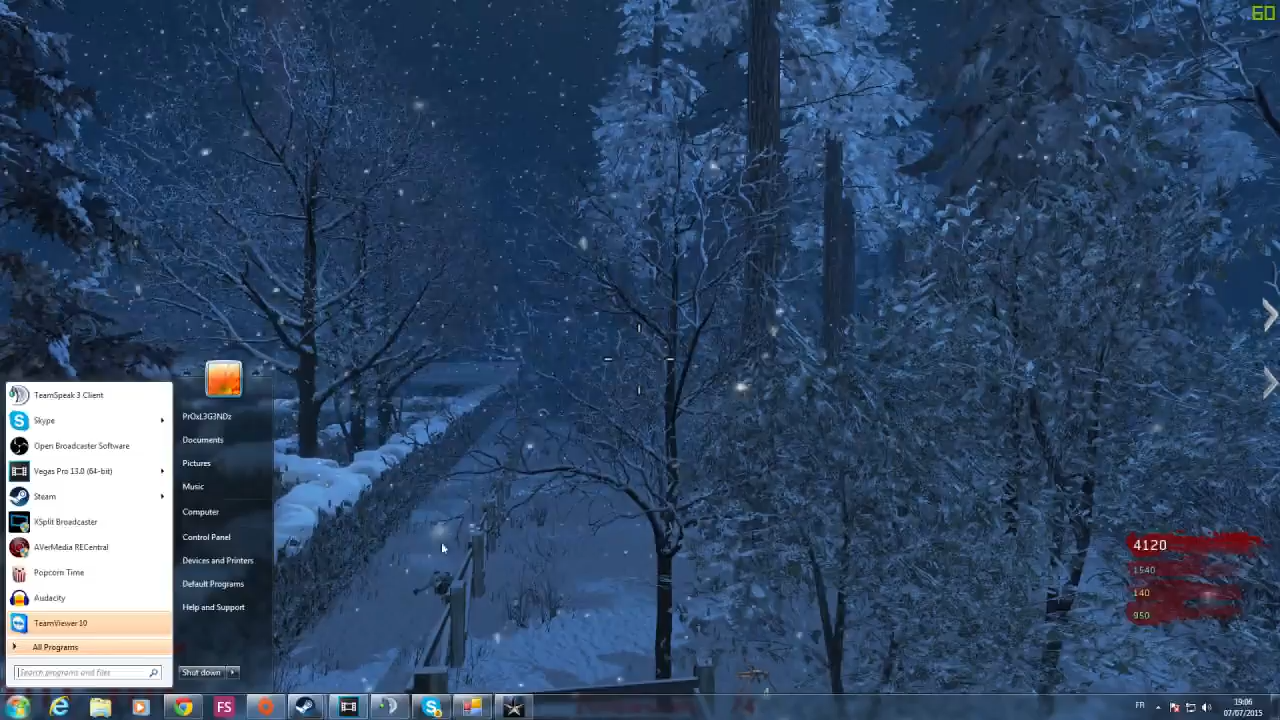 60
TeamSpeak 3 Client
Skype
Open Broadcaster Software
Vegas Pro 13.0 (64-bit)
Steam
XSplit Broadcaster
AVerMedia RECentral
Popcorn Time
Audacity
TeamViewer 10
All Programs
Search programs and files
PrOxL3G3NDz
Documents
Pictures
Music
Computer
Control Panel
Devices and Printers
Default Programs
Help and Support
Shut down
4120
1540
140
950
FS
FR
19:06
07/07/2015